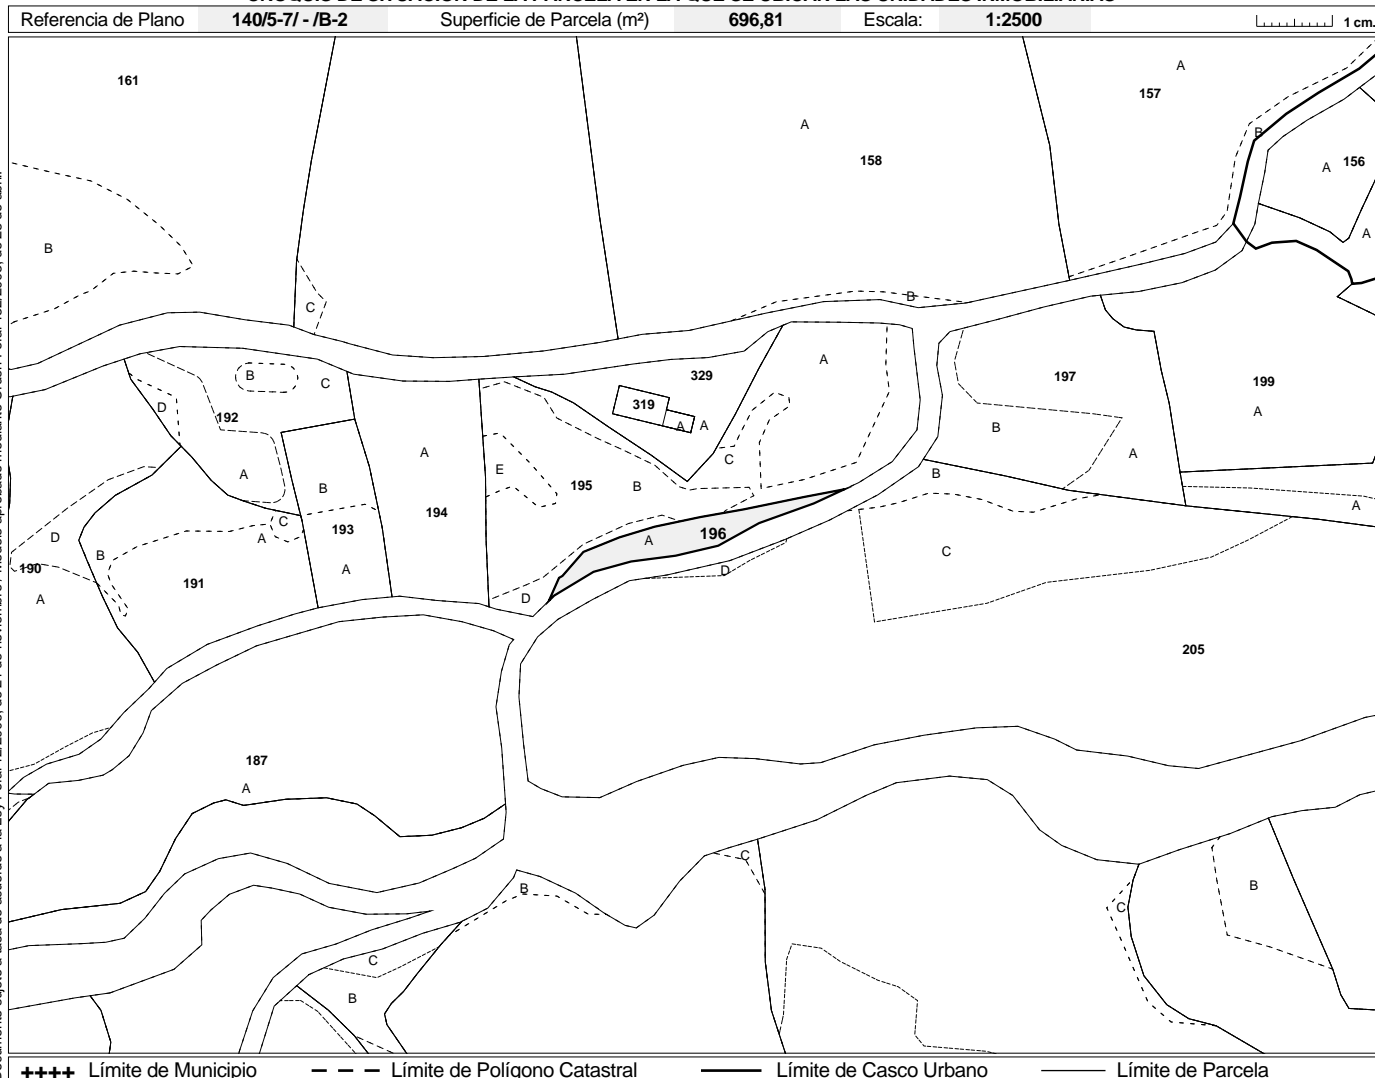 Referencia de Plano 140/5-7/ - /B-2 Superficie de Parcela (m²) 696,81 Escala: 1:2500 1 cm.
161
A
157
A
158
B
A 156
B
A
C
B
A
329
197
199
B
C
D
192
319
A
A
A
B
A
A
C
E
A
B
195
B
B
A
194
C
193
A
196
A
D
B
A
C
190
191
A
D
A
D
205
187
A
C
B
B
C
C
B
++++ Límite de Municipio Límite de Polígono Catastral Límite de Casco Urbano Límite de Parcela